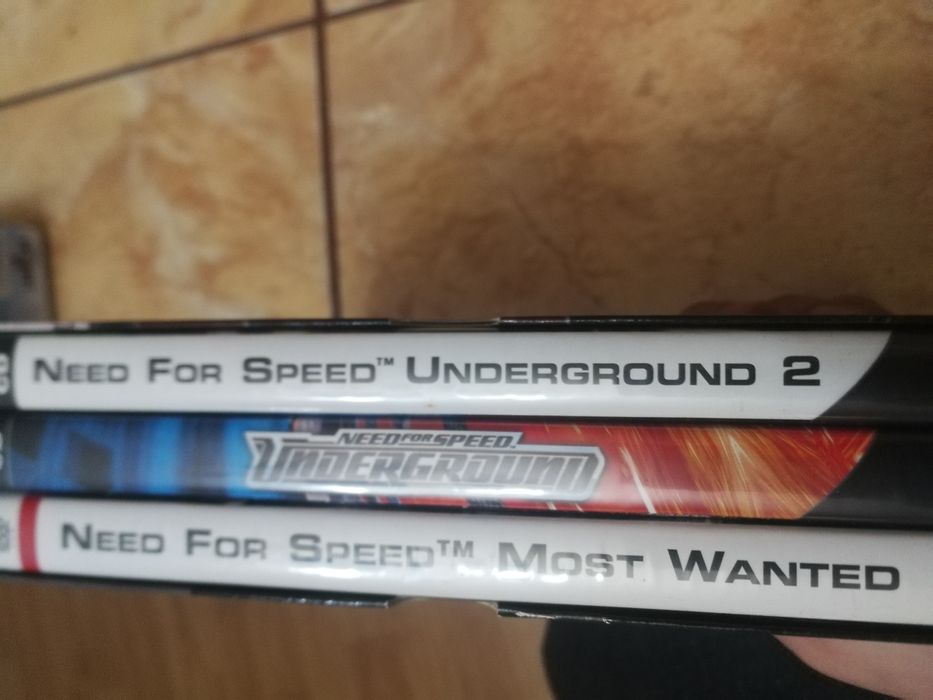 NEED FOR SPEED™ UNDERGROUND 2
NEED FOR SPEED.
UNDERGROUND
NEED FOR SPEED™ MOST WANTED